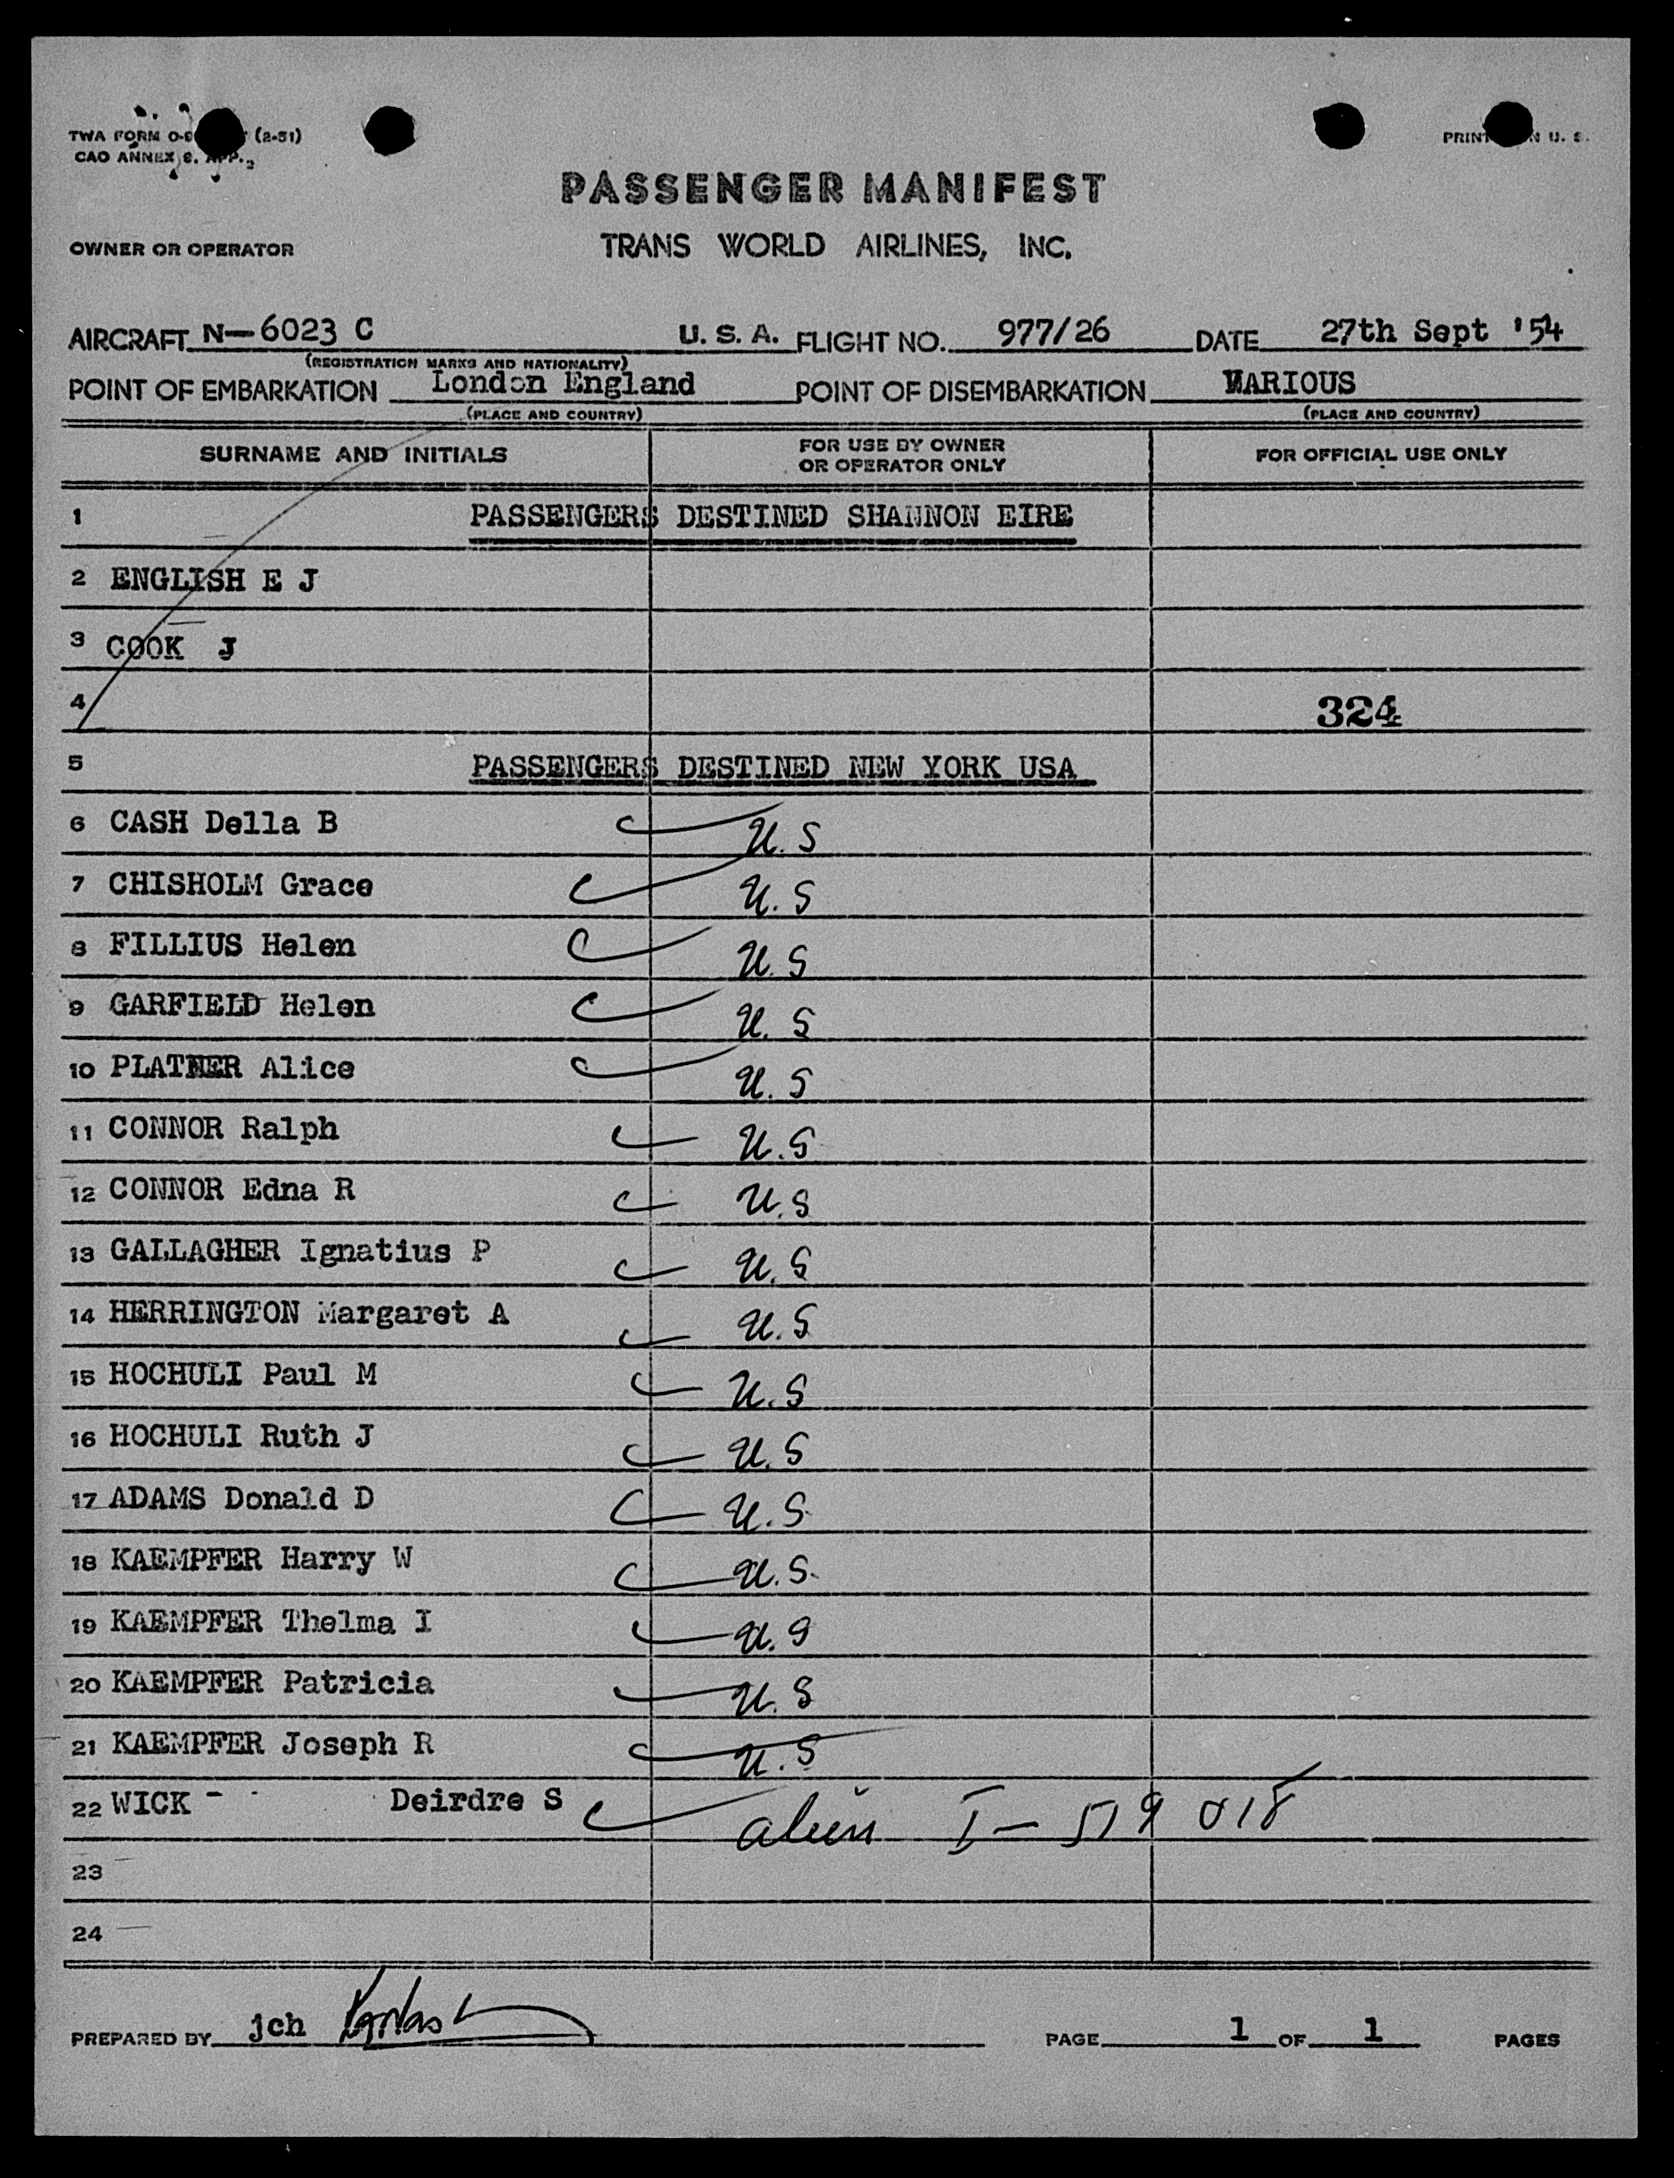 TWA FORM O- (2-51)
CAO ANNEX 9. APP. 2
PRINT N U. S.
PASSENGER MANIFEST
OWNER OR OPERATOR
TRANS WORLD AIRLINES, INC.
AIRCRAFT N—6023 C U. S. A. FLIGHT NO. 977/26 DATE 27th Sept '54
(REGISTRATION MARKS AND NATIONALITY)
POINT OF EMBARKATION London England POINT OF DISEMBARKATION VARIOUS
(PLACE AND COUNTRY) (PLACE AND COUNTRY)
SURNAME AND INITIALS FOR USE BY OWNER OR OPERATOR ONLY FOR OFFICIAL USE ONLY
1 PASSENGERS DESTINED SHANNON EIRE
2 ENGLISH E J
3 COOK J
4 324
5 PASSENGERS DESTINED NEW YORK USA
6 CASH Della B U.S
7 CHISHOLM Grace U.S
8 FILLIUS Helen U.S
9 GARFIELD Helen U.S
10 PLATNER Alice U.S
11 CONNOR Ralph U.S
12 CONNOR Edna R U.S
13 GALLAGHER Ignatius P U.S
14 HERRINGTON Margaret A U.S
15 HOCHULI Paul M U.S
16 HOCHULI Ruth J U.S
17 ADAMS Donald D U.S.
18 KAEMPFER Harry W U.S.
19 KAEMPFER Thelma I U.S
20 KAEMPFER Patricia U.S
21 KAEMPFER Joseph R U.S
22 WICK - Deirdre S alien I-579018
23
24
PREPARED BY jch PAGE 1 OF 1 PAGES